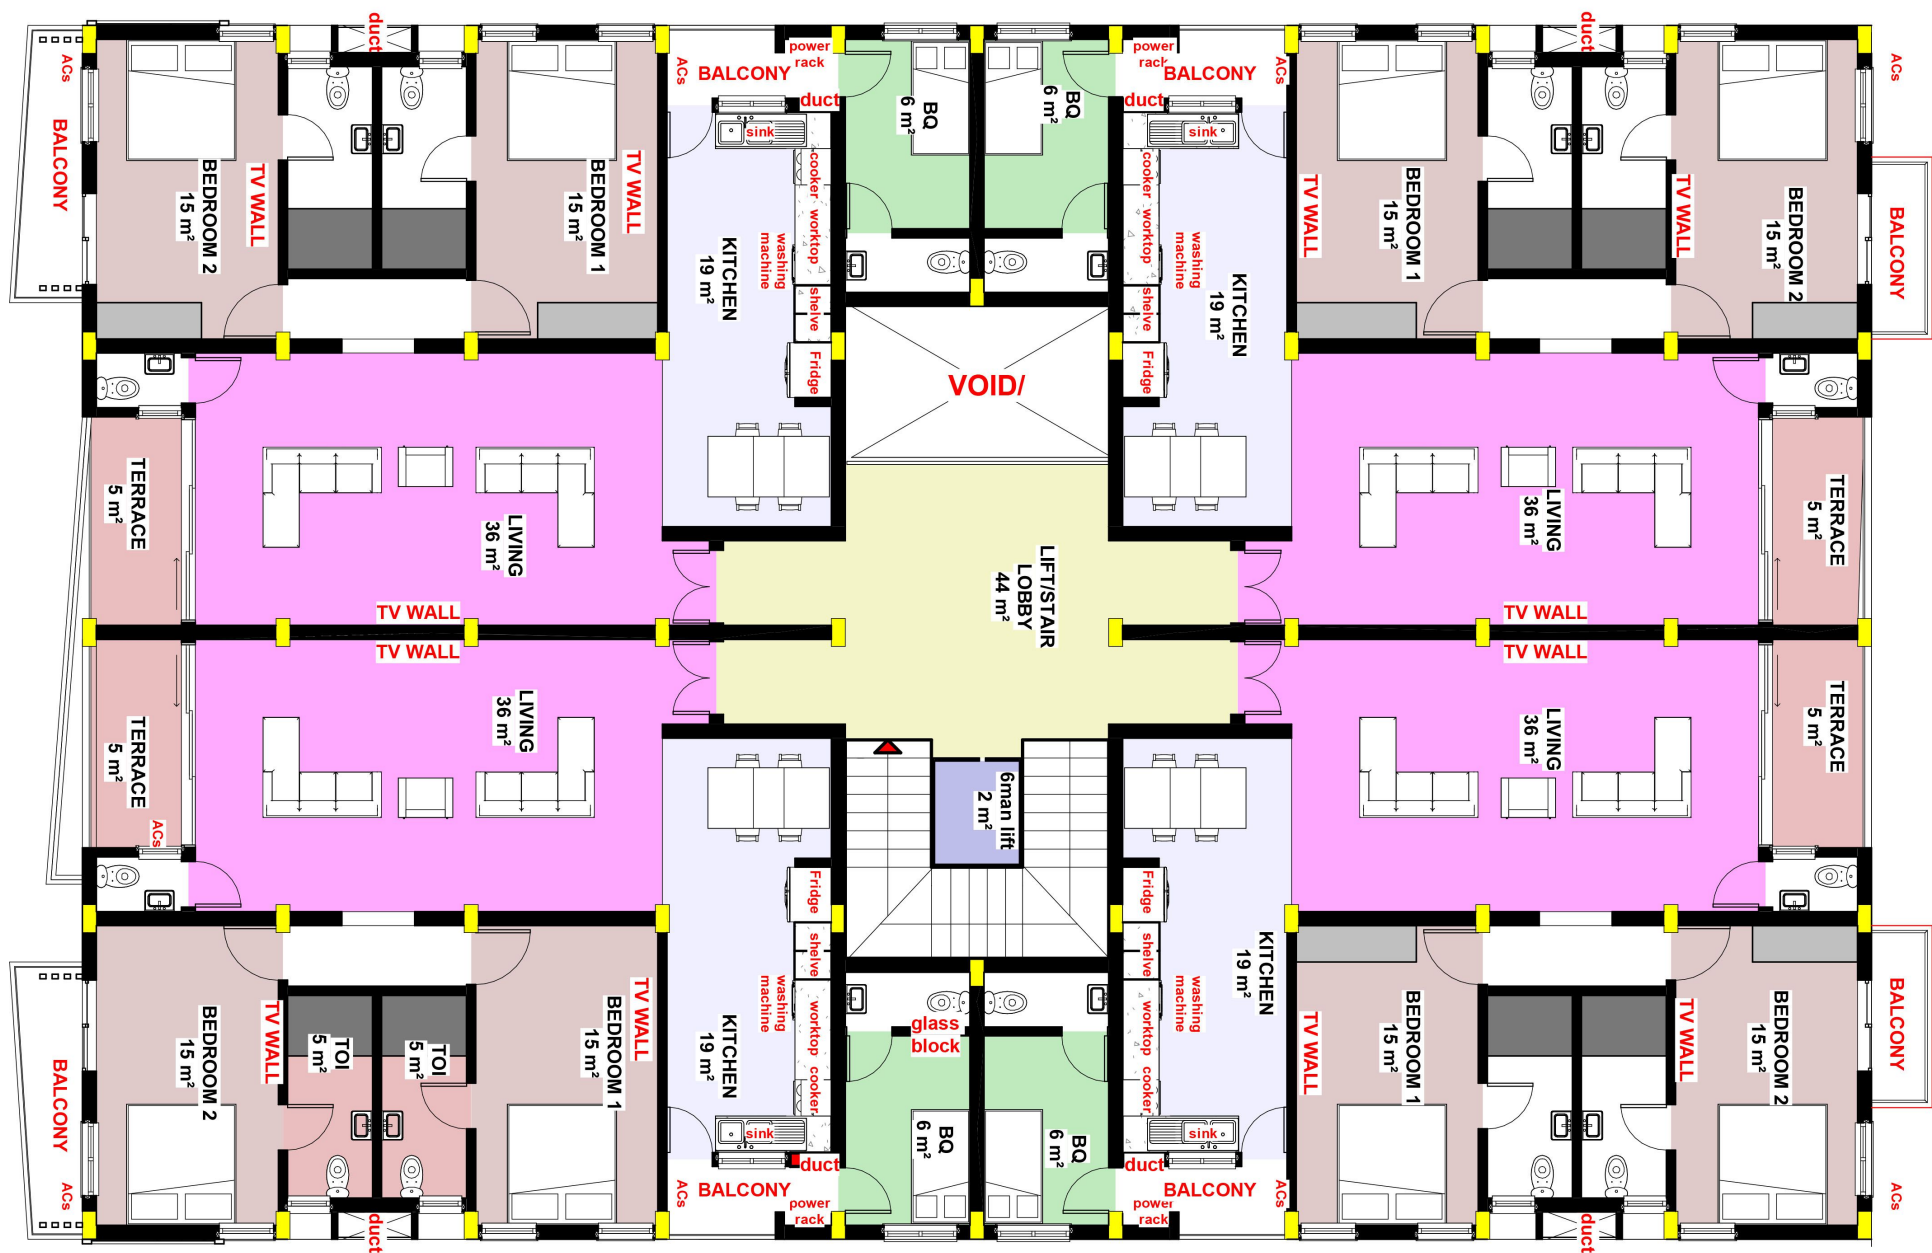 duct
duct
ACs
BALCONY
BEDROOM 2
15 m²
TV WALL
BEDROOM 1
15 m²
TV WALL
ACs
BALCONY
power
rack
duct
sink
cooker
worktop
washing
machine
shelve
Fridge
KITCHEN
19 m²
BQ
6 m²
BQ
6 m²
power
rack
BALCONY
ACs
duct
sink
cooker
worktop
washing
machine
shelve
Fridge
KITCHEN
19 m²
TV WALL
BEDROOM 1
15 m²
TV WALL
BEDROOM 2
15 m²
ACs
BALCONY
VOID/
TERRACE
5 m²
LIVING
36 m²
TV WALL
LIFT/STAIR
LOBBY
44 m²
LIVING
36 m²
TV WALL
TERRACE
5 m²
TERRACE
5 m²
ACs
TV WALL
LIVING
36 m²
6man lift
2 m²
TV WALL
LIVING
36 m²
TERRACE
5 m²
BALCONY
ACs
BEDROOM 2
15 m²
TV WALL
TOI
5 m²
TOI
5 m²
BEDROOM 1
15 m²
TV WALL
KITCHEN
19 m²
Fridge
shelve
washing
machine
worktop
cooker
sink
duct
ACs
BALCONY
power
rack
glass
block
BQ
6 m²
BQ
6 m²
Fridge
shelve
washing
machine
worktop
cooker
sink
duct
BALCONY
power
rack
ACs
KITCHEN
19 m²
TV WALL
BEDROOM 1
15 m²
TV WALL
BEDROOM 2
15 m²
BALCONY
ACs
duct
duct